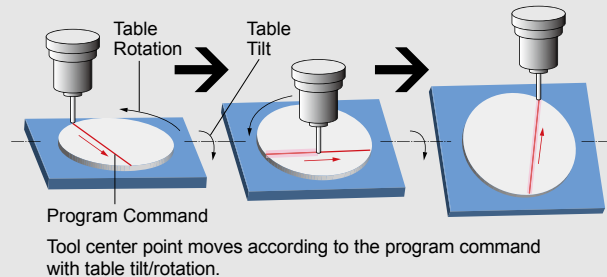 Table
Rotation
Table
Tilt
Program Command
Tool center point moves according to the program command
with table tilt/rotation.